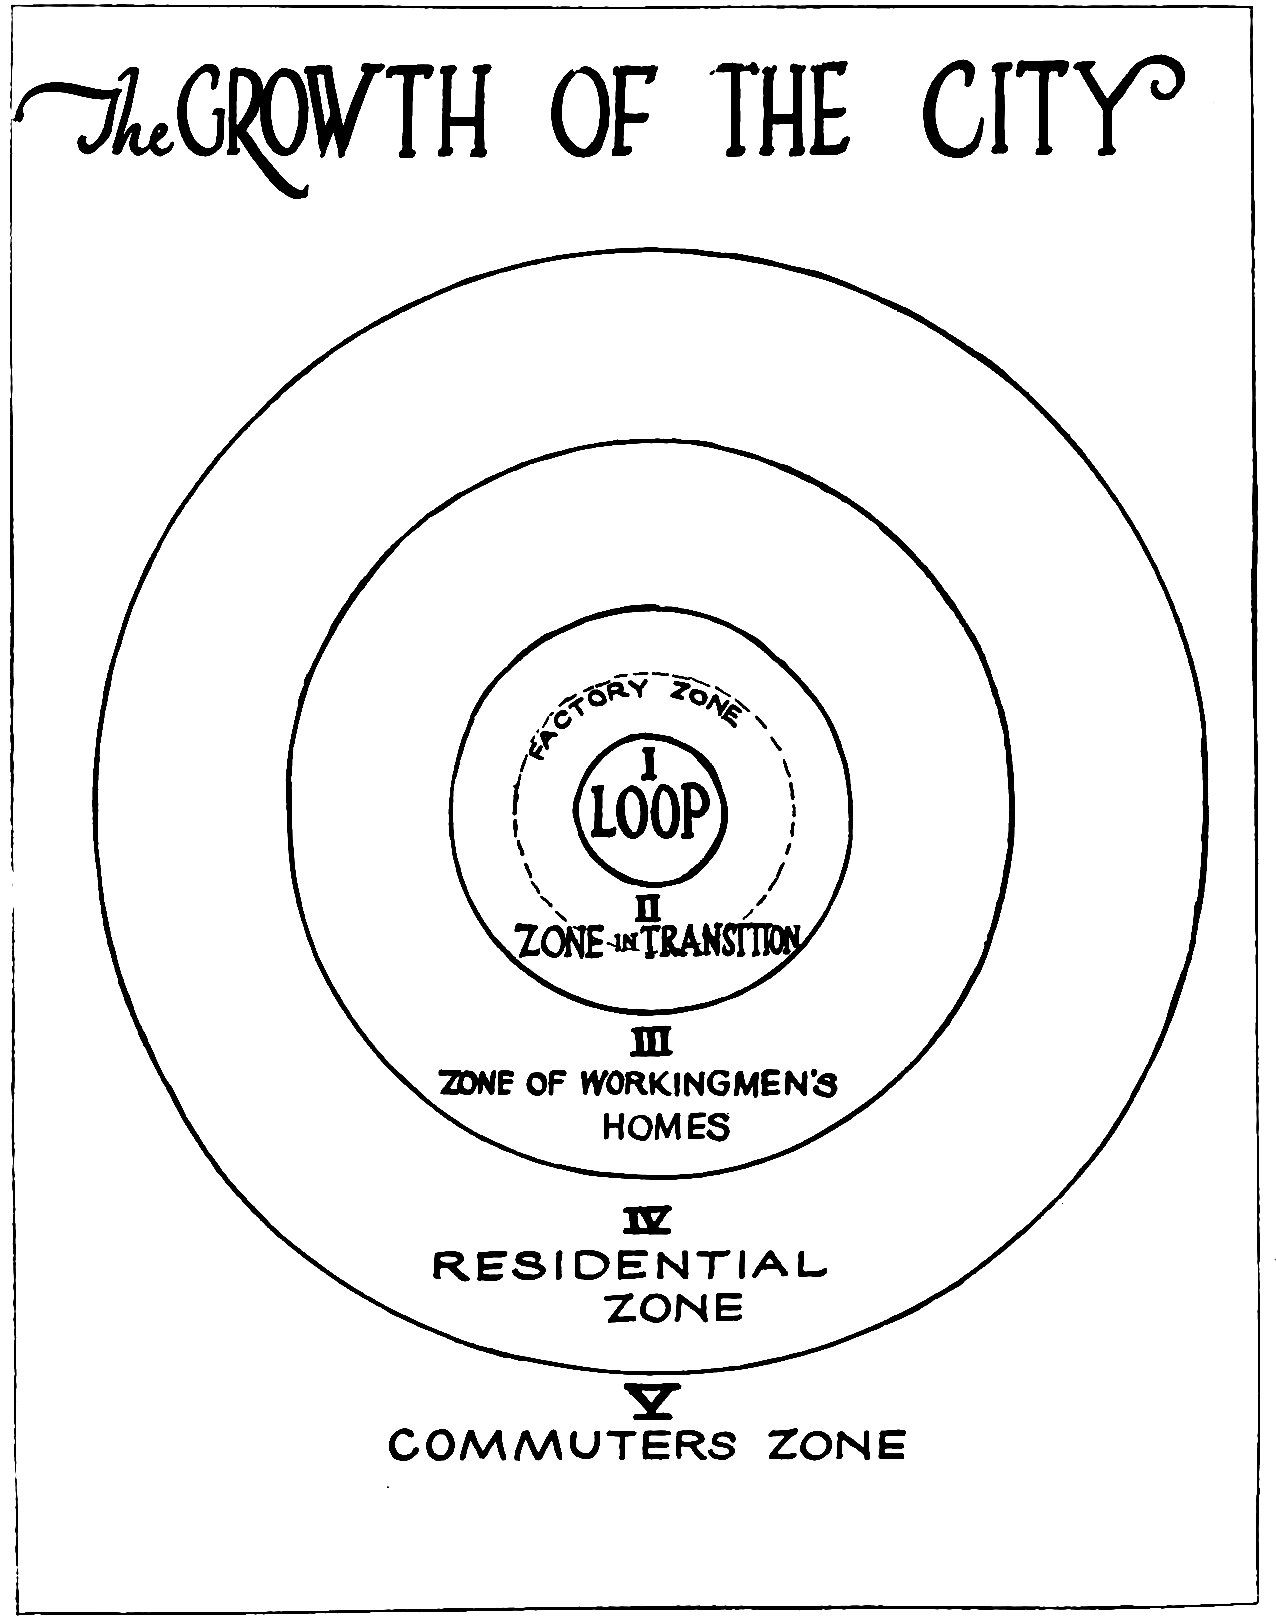 The GROWTH OF THE CITY
FACTORY ZONE
I
LOOP
II
ZONE IN TRANSITION
III
ZONE OF WORKINGMEN'S
HOMES
IV
RESIDENTIAL
ZONE
V
COMMUTERS ZONE